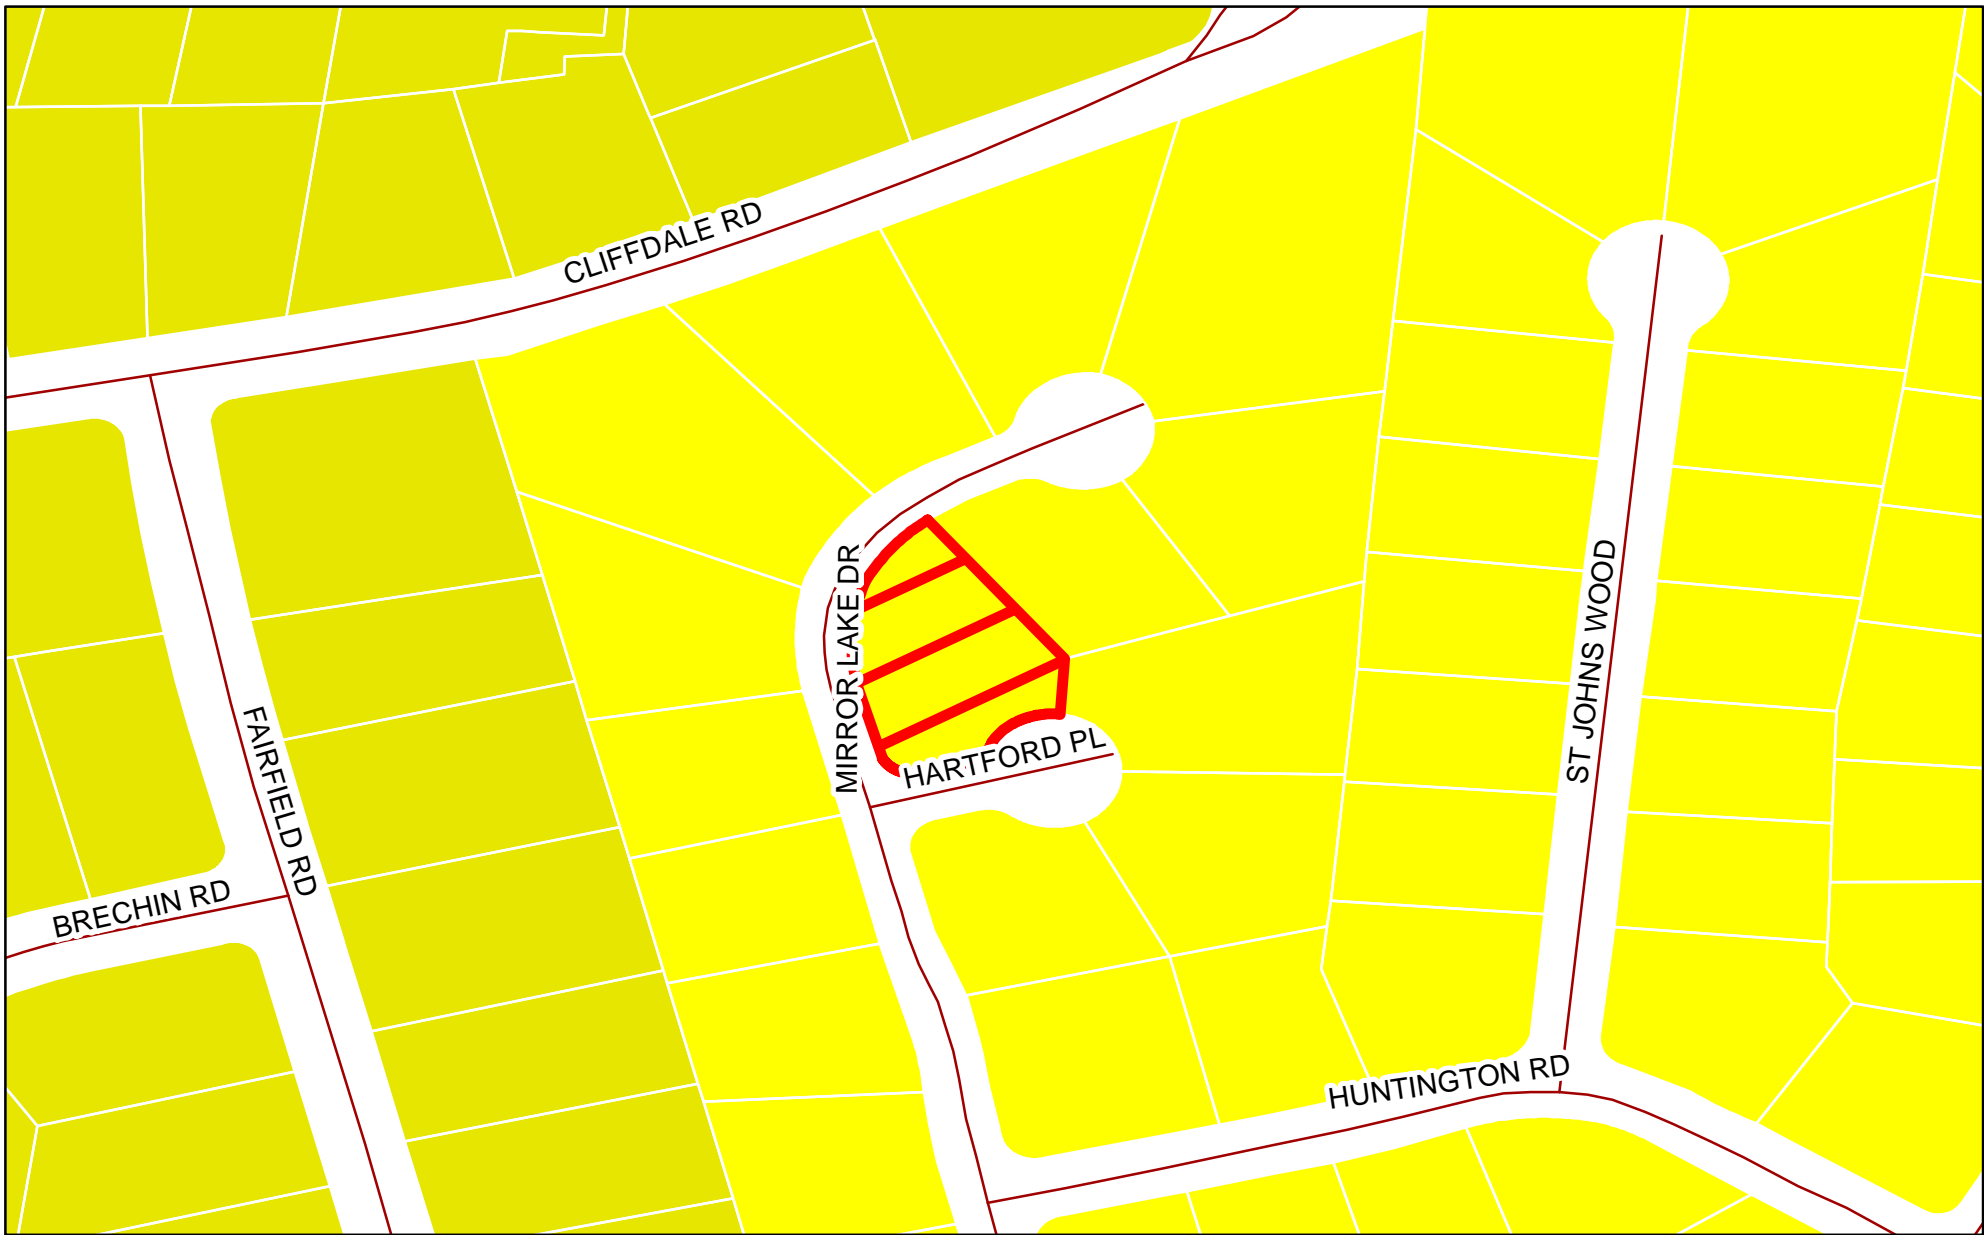 CLIFFDALE RD
MIRROR LAKE DR
ST JOHNS WOOD
FAIRFIELD RD
HARTFORD PL
BRECHIN RD
HUNTINGTON RD